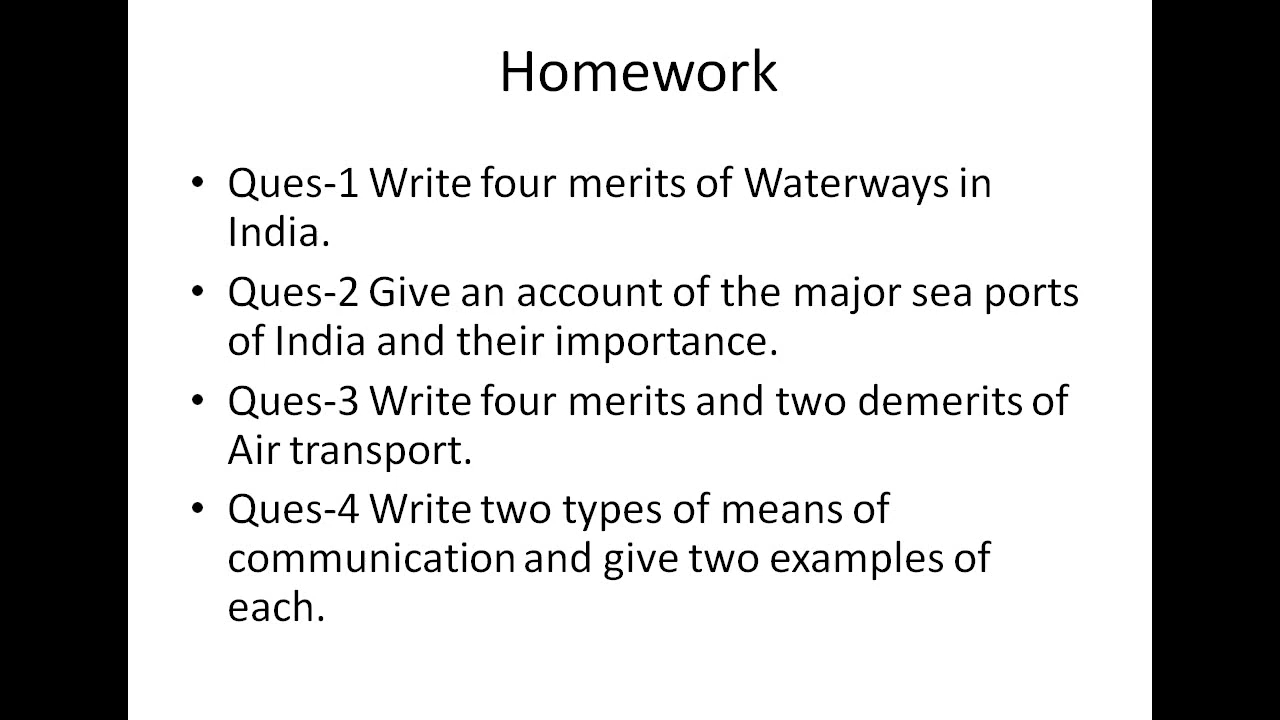 Homework
• Ques-1 Write four merits of Waterways in
India.
• Ques-2 Give an account of the major sea ports
of India and their importance.
• Ques-3 Write four merits and two demerits of
Air transport.
• Ques-4 Write two types of means of
communication and give two examples of
each.